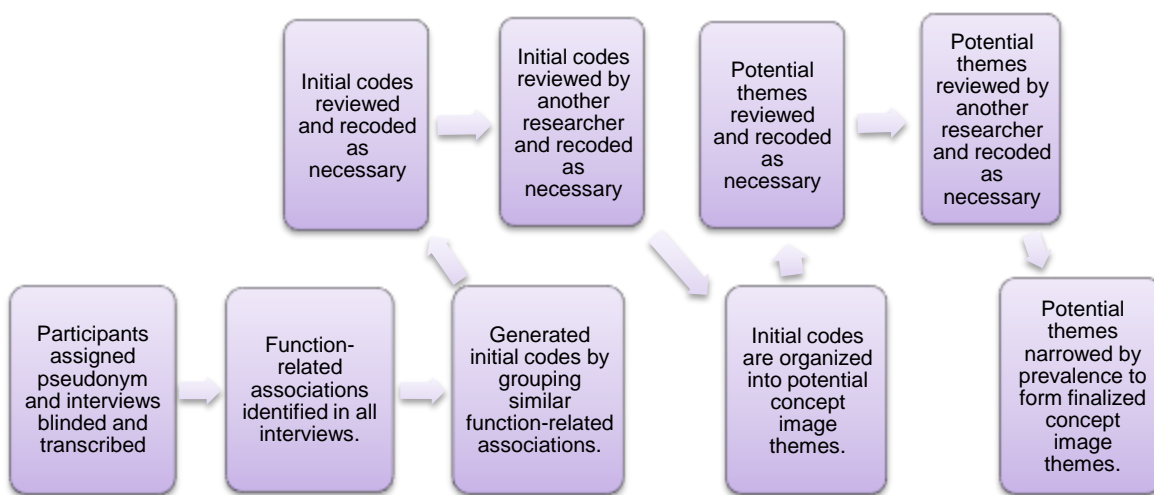 Participants
assigned
pseudonym
and interviews
blinded and
transcribed
Function-
related
associations
identified in all
interviews.
Generated
initial codes by
grouping
similar
function-related
associations.
Initial codes
reviewed
and recoded
as
necessary
Initial codes
reviewed by
another
researcher
and recoded
as
necessary
Initial codes
are organized
into potential
concept
image
themes.
Potential
themes
reviewed
and recoded
as
necessary
Potential
themes
reviewed by
another
researcher
and recoded
as
necessary
Potential
themes
narrowed by
prevalence to
form finalized
concept
image
themes.